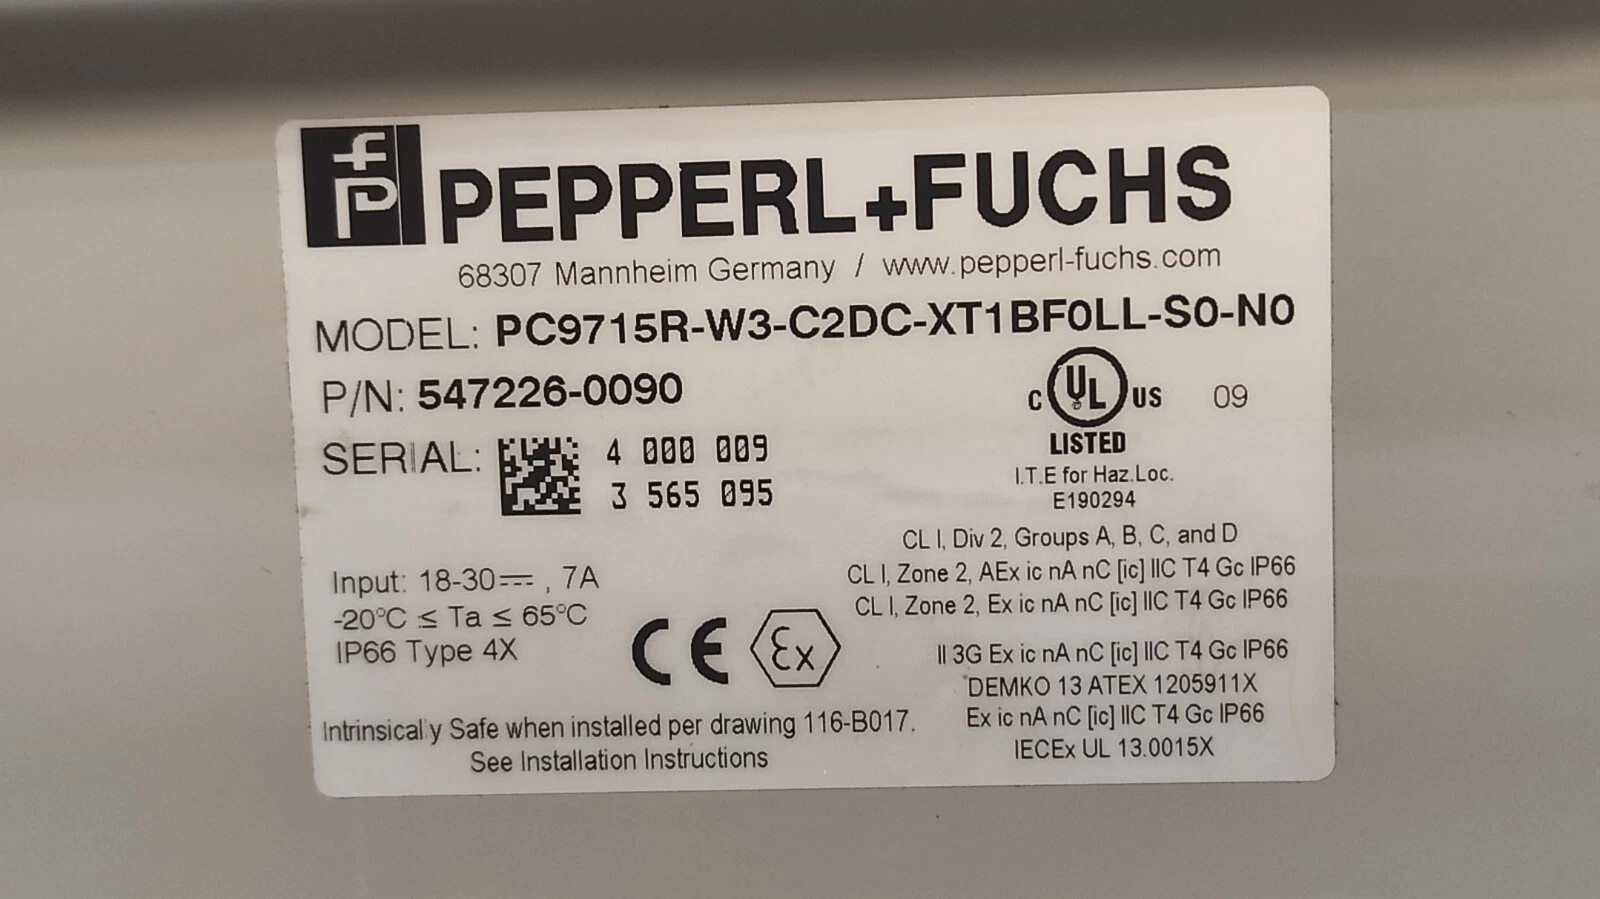 fp PEPPERL+FUCHS
68307 Mannheim Germany / www.pepperl-fuchs.com
MODEL: PC9715R-W3-C2DC-XT1BF0LL-S0-N0
P/N: 547226-0090
SERIAL: 4 000 009
3 565 095
C UL US 09
LISTED
I.T.E for Haz.Loc.
E190294
CL I, Div 2, Groups A, B, C, and D
CL I, Zone 2, AEx ic nA nC [ic] IIC T4 Gc IP66
CL I, Zone 2, Ex ic nA nC [ic] IIC T4 Gc IP66
Input: 18-30⎓ , 7A
-20°C ≤ Ta ≤ 65°C
IP66 Type 4X
CE Ex
II 3G Ex ic nA nC [ic] IIC T4 Gc IP66
DEMKO 13 ATEX 1205911X
Ex ic nA nC [ic] IIC T4 Gc IP66
IECEx UL 13.0015X
Intrinsically Safe when installed per drawing 116-B017.
See Installation Instructions